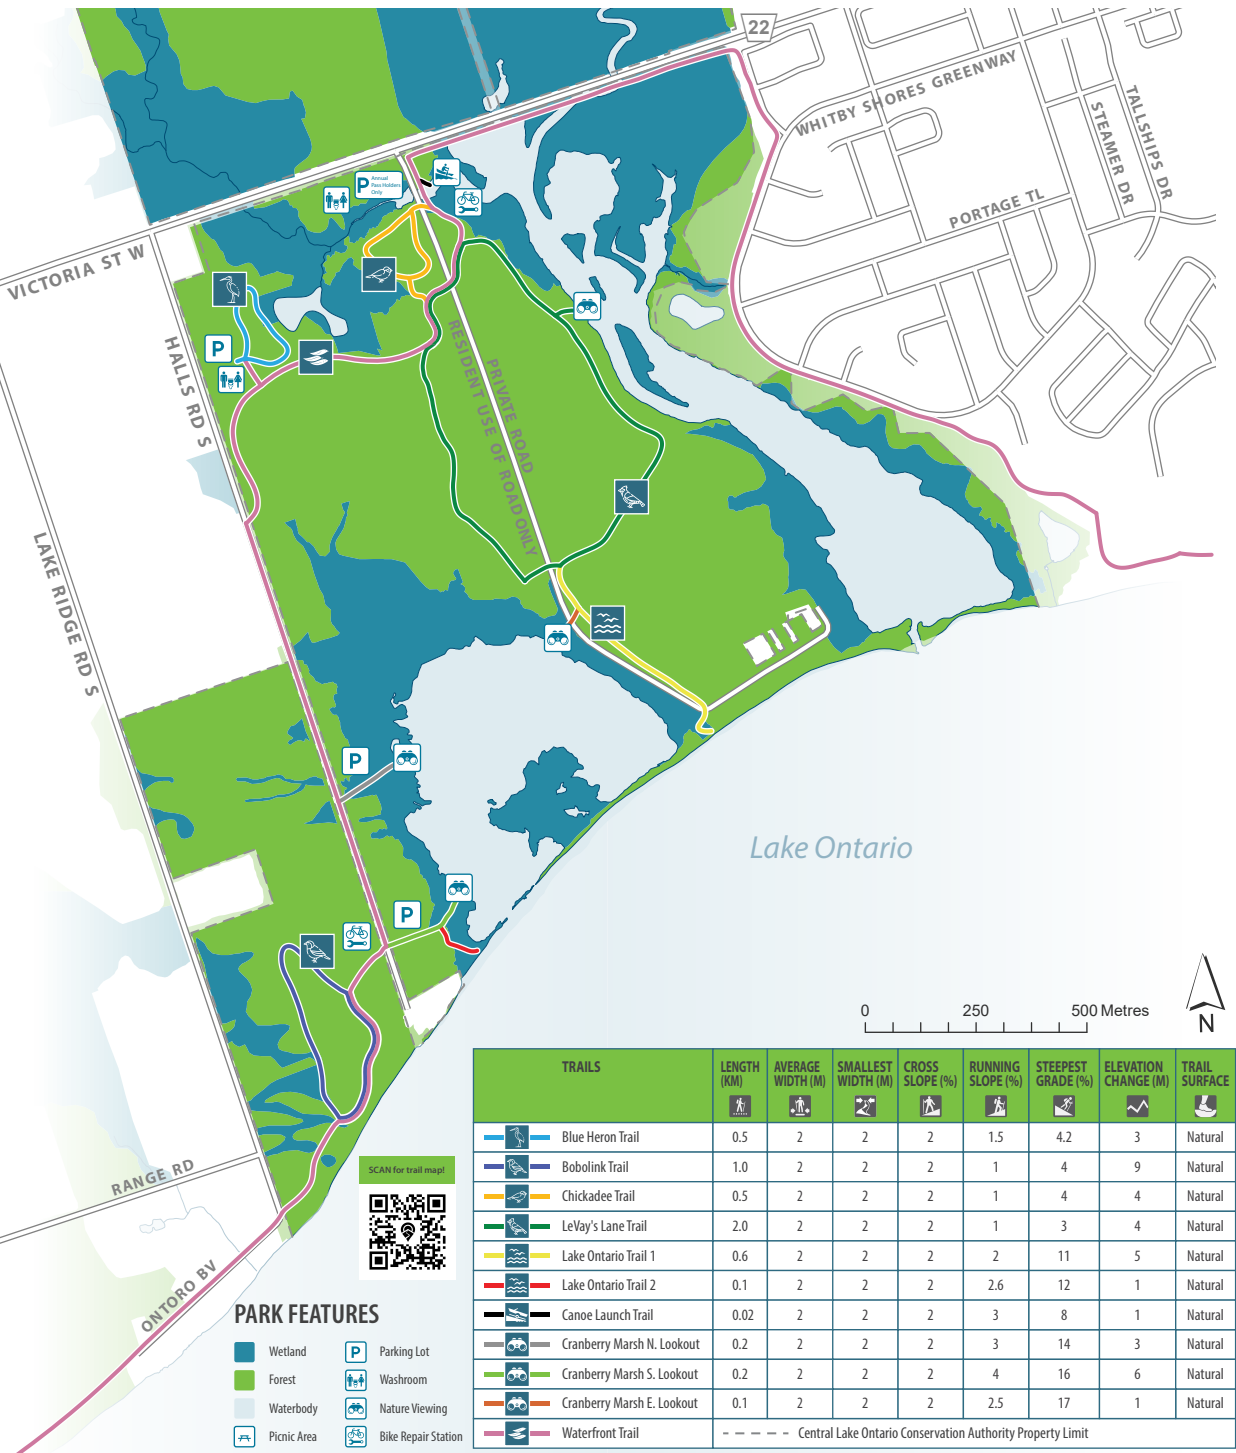 22
WHITBY SHORES GREENWAY
TALLSHIPS DR
STEAMER DR
PORTAGE TL
P Annual
Pass Holders
Only
VICTORIA ST W
HALLS RD S
P
PRIVATE ROAD
RESIDENT USE OF ROAD ONLY
LAKE RIDGE RD S
P
Lake Ontario
P
0 250 500 Metres
N
RANGE RD
ONTORO BV
SCAN for trail map!
PARK FEATURES
Wetland
Forest
Waterbody
Picnic Area
P Parking Lot
Washroom
Nature Viewing
Bike Repair Station
TRAILS LENGTH (KM) AVERAGE WIDTH (M) SMALLEST WIDTH (M) CROSS SLOPE (%) RUNNING SLOPE (%) STEEPEST GRADE (%) ELEVATION CHANGE (M) TRAIL SURFACE
Blue Heron Trail 0.5 2 2 2 1.5 4.2 3 Natural
Bobolink Trail 1.0 2 2 2 1 4 9 Natural
Chickadee Trail 0.5 2 2 2 1 4 4 Natural
LeVay's Lane Trail 2.0 2 2 2 1 3 4 Natural
Lake Ontario Trail 1 0.6 2 2 2 2 11 5 Natural
Lake Ontario Trail 2 0.1 2 2 2 2.6 12 1 Natural
Canoe Launch Trail 0.02 2 2 2 3 8 1 Natural
Cranberry Marsh N. Lookout 0.2 2 2 2 3 14 3 Natural
Cranberry Marsh S. Lookout 0.2 2 2 2 4 16 6 Natural
Cranberry Marsh E. Lookout 0.1 2 2 2 2.5 17 1 Natural
Waterfront Trail Central Lake Ontario Conservation Authority Property Limit